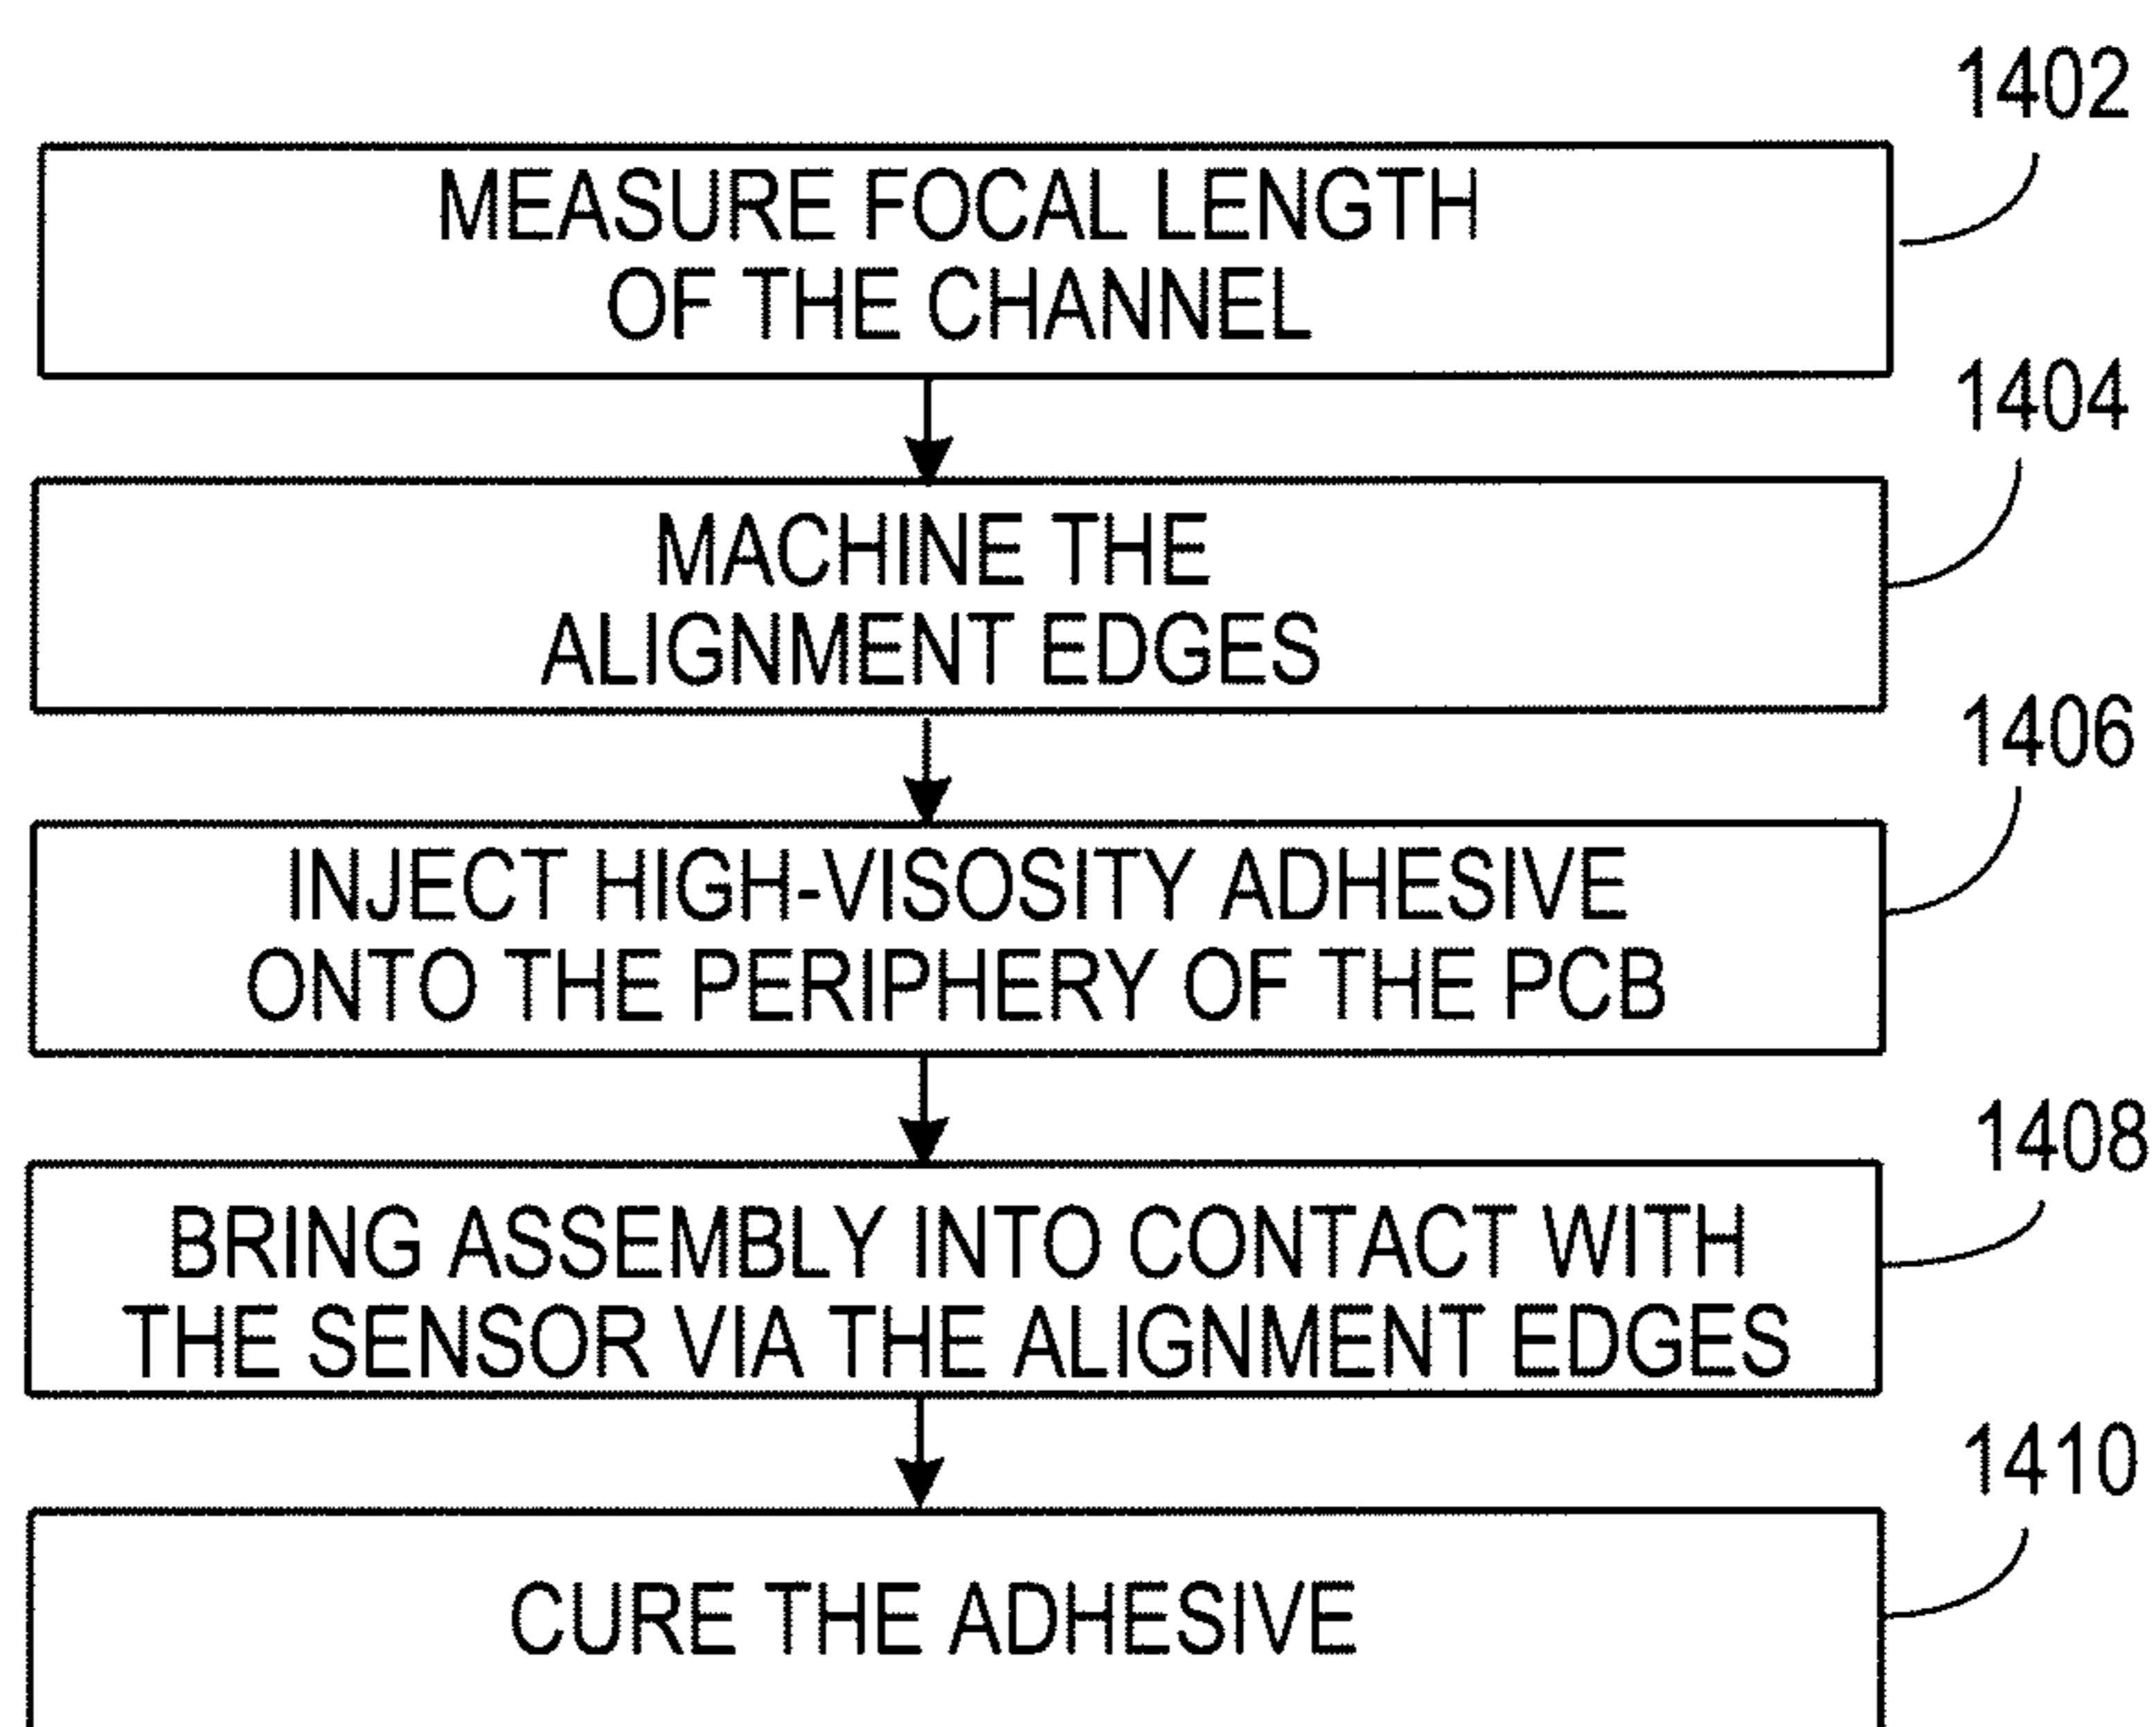 1402
MEASURE FOCAL LENGTH
OF THE CHANNEL
1404
MACHINE THE
ALIGNMENT EDGES
1406
INJECT HIGH-VISOSITY ADHESIVE
ONTO THE PERIPHERY OF THE PCB
1408
BRING ASSEMBLY INTO CONTACT WITH
THE SENSOR VIA THE ALIGNMENT EDGES
1410
CURE THE ADHESIVE